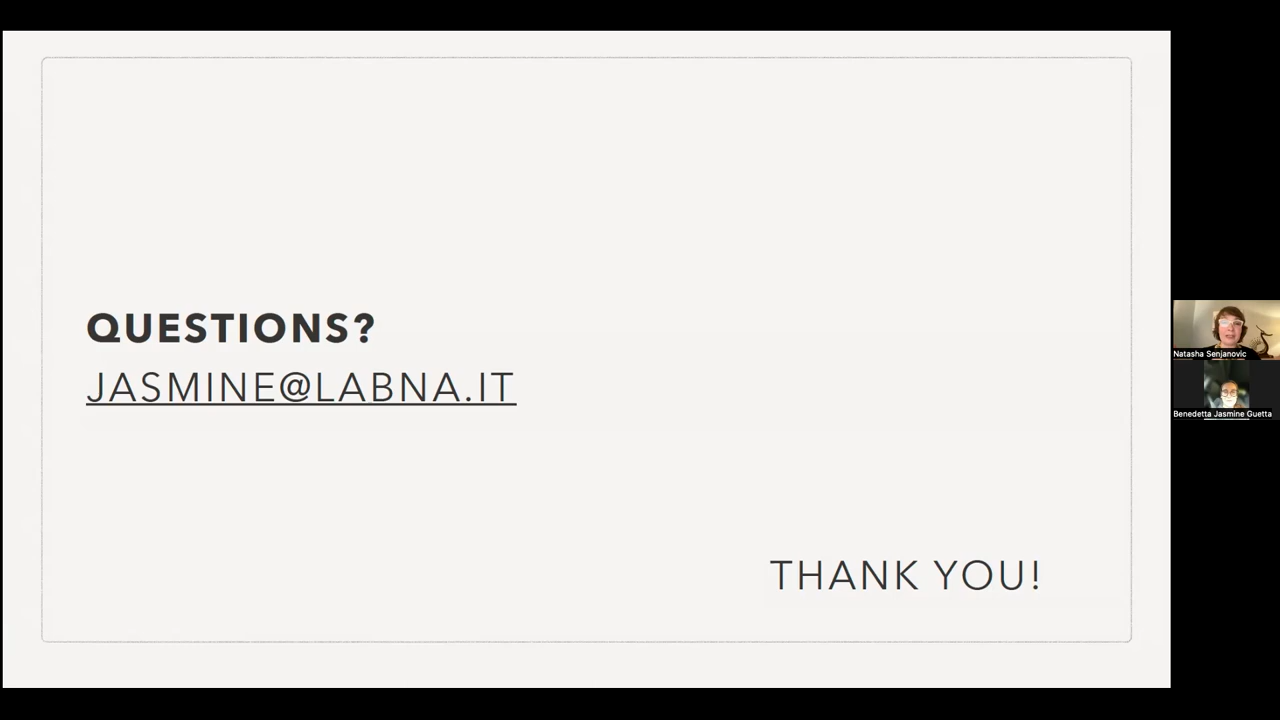 QUESTIONS?
JASMINE@LABNA.IT
THANK YOU!
Natasha Senjanovic
Benedetta Jasmine Guetta